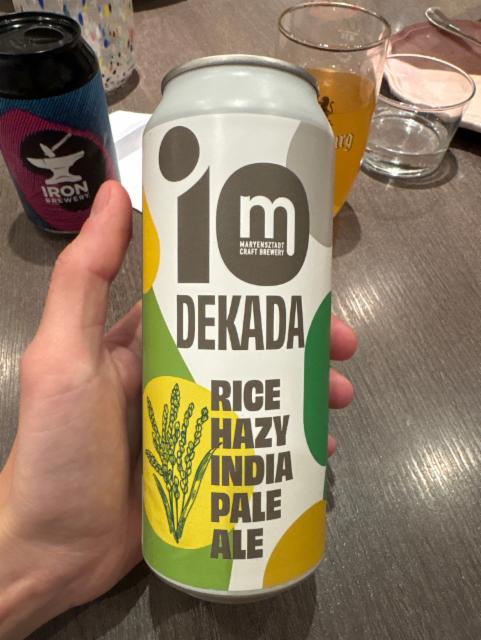 IRON
BREWERY
10
m
MARYENSZTADT
CRAFT BREWERY
DEKADA
RICE
HAZY
INDIA
PALE
ALE